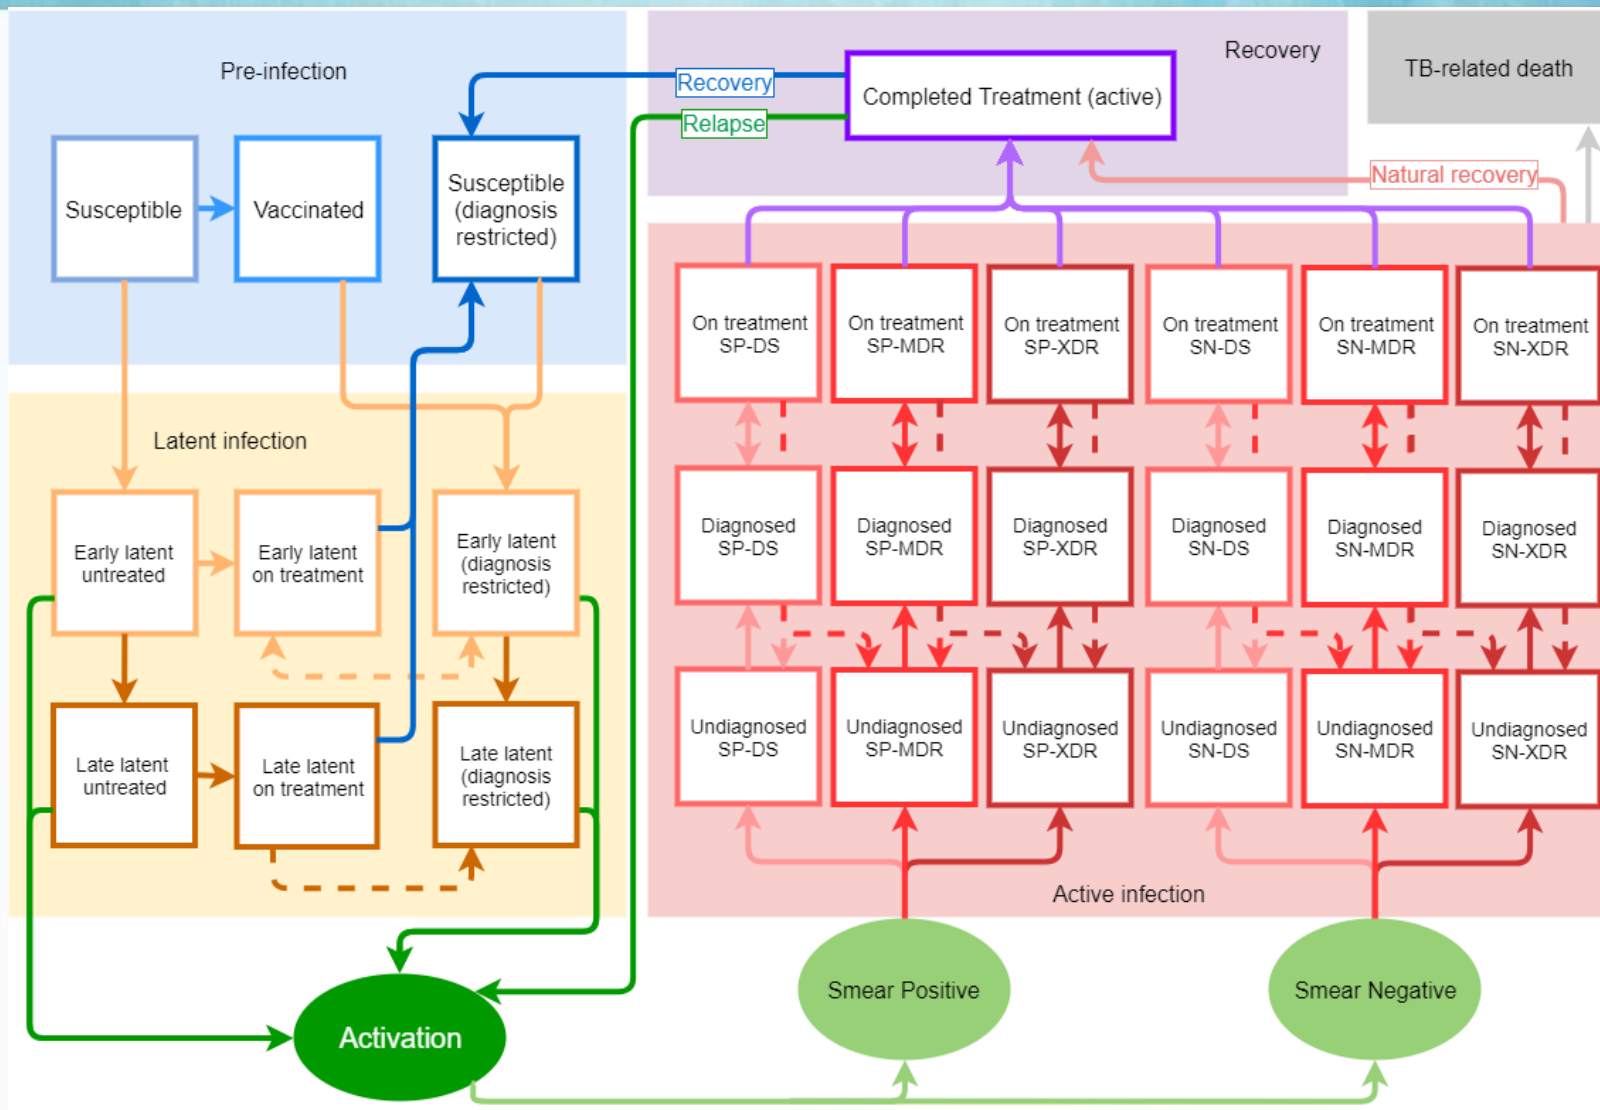 Pre-infection
Recovery
TB-related death
Recovery
Completed Treatment (active)
Relapse
Natural recovery
Susceptible
Vaccinated
Susceptible
(diagnosis
restricted)
On treatment
SP-DS
On treatment
SP-MDR
On treatment
SP-XDR
On treatment
SN-DS
On treatment
SN-MDR
On treatment
SN-XDR
Latent infection
Early latent
untreated
Early latent
on treatment
Early latent
(diagnosis
restricted)
Diagnosed
SP-DS
Diagnosed
SP-MDR
Diagnosed
SP-XDR
Diagnosed
SN-DS
Diagnosed
SN-MDR
Diagnosed
SN-XDR
Late latent
untreated
Late latent
on treatment
Late latent
(diagnosis
restricted)
Undiagnosed
SP-DS
Undiagnosed
SP-MDR
Undiagnosed
SP-XDR
Undiagnosed
SN-DS
Undiagnosed
SN-MDR
Undiagnosed
SN-XDR
Active infection
Smear Positive
Smear Negative
Activation